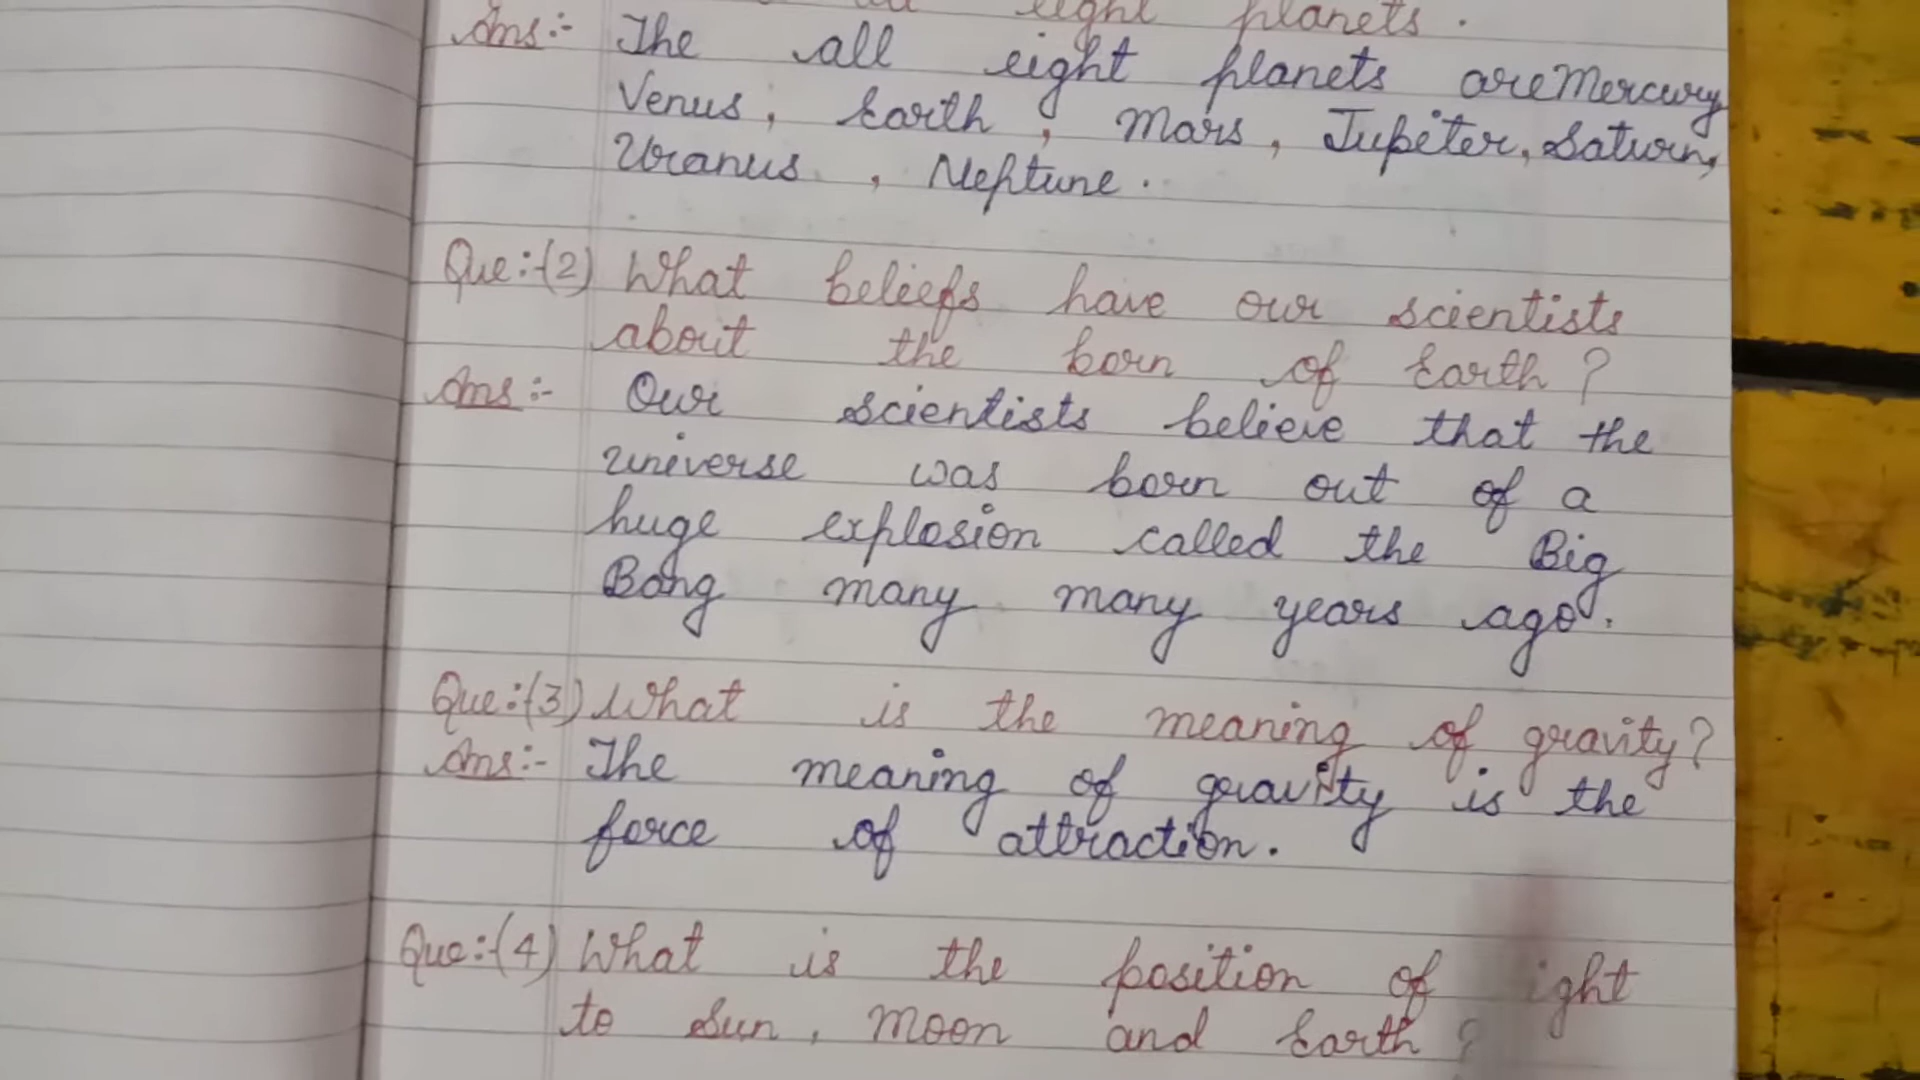 eight planets.
Ans:- The all eight planets are Mercury
Venus, Earth, Mars, Jupiter, Saturn,
Uranus, Neptune.
Que:-(2) What beliefs have our scientists
about the born of Earth?
Ans:- Our scientists believe that the
universe was born out of a
huge explosion called the Big
Bang many many years ago.
Que:-(3) What is the meaning of gravity?
Ans:- The meaning of gravity is the
force of attraction.
Que:-(4) What is the position of
to Sun, Moon and Earth?